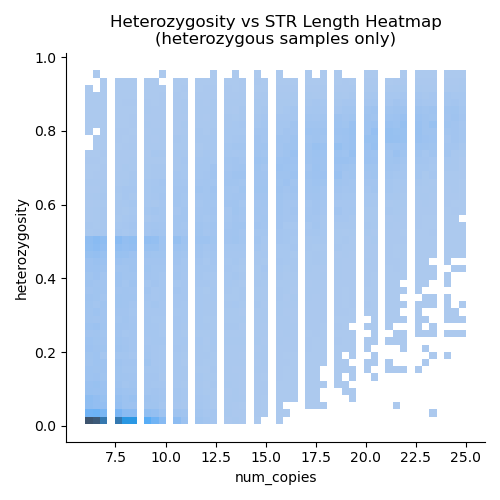 Heterozygosity vs STR Length Heatmap
(heterozygous samples only)
1.0
0.8
0.6
0.4
0.2
0.0
heterozygosity
7.5 10.0 12.5 15.0 17.5 20.0 22.5 25.0
num_copies